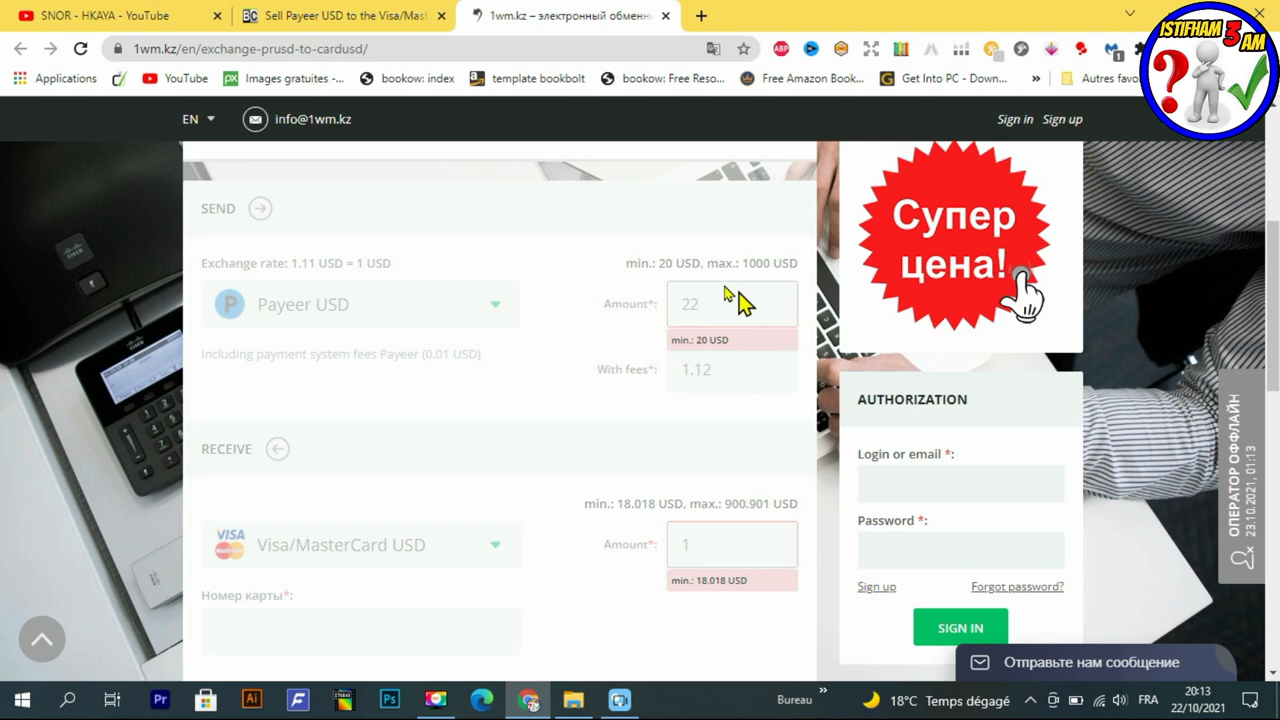 SNOR - HKAYA - YouTube
Sell Payeer USD to the Visa/Mast
1wm.kz – электронный обменн
1wm.kz/en/exchange-prusd-to-cardusd/
ISTIFHAM 3 AM
Applications
YouTube
Images gratuites -...
bookow: index
template bookbolt
bookow: Free Reso...
Free Amazon Book...
Get Into PC - Down...
»
Autres favo
EN
info@1wm.kz
Sign in
Sign up
SEND
Exchange rate: 1.11 USD = 1 USD
min.: 20 USD, max.: 1000 USD
Payeer USD
Amount*:
22
min.: 20 USD
Including payment system fees Payeer (0.01 USD)
With fees*:
1.12
RECEIVE
min.: 18.018 USD, max.: 900.901 USD
VISA
Visa/MasterCard USD
Amount*:
1
min.: 18.018 USD
Номер карты*:
Супер
цена!
AUTHORIZATION
Login or email *:
Password *:
Sign up
Forgot password?
SIGN IN
ОПЕРАТОР ОФФЛАЙН
23.10.2021, 01:13
Отправьте нам сообщение
Bureau
»
18°C Temps dégagé
FRA
20:13
22/10/2021